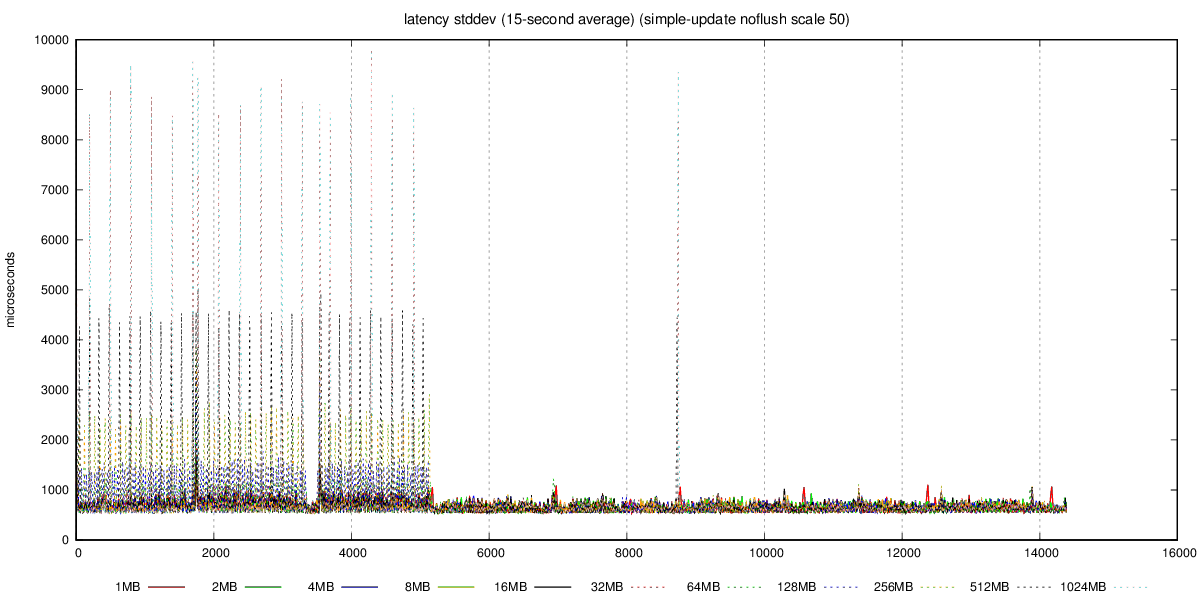 latency stddev (15-second average) (simple-update noflush scale 50)
10000
9000
8000
7000
6000
5000
4000
3000
2000
1000
0
microseconds
0 2000 4000 6000 8000 10000 12000 14000 16000
1MB 2MB 4MB 8MB 16MB 32MB 64MB 128MB 256MB 512MB 1024MB